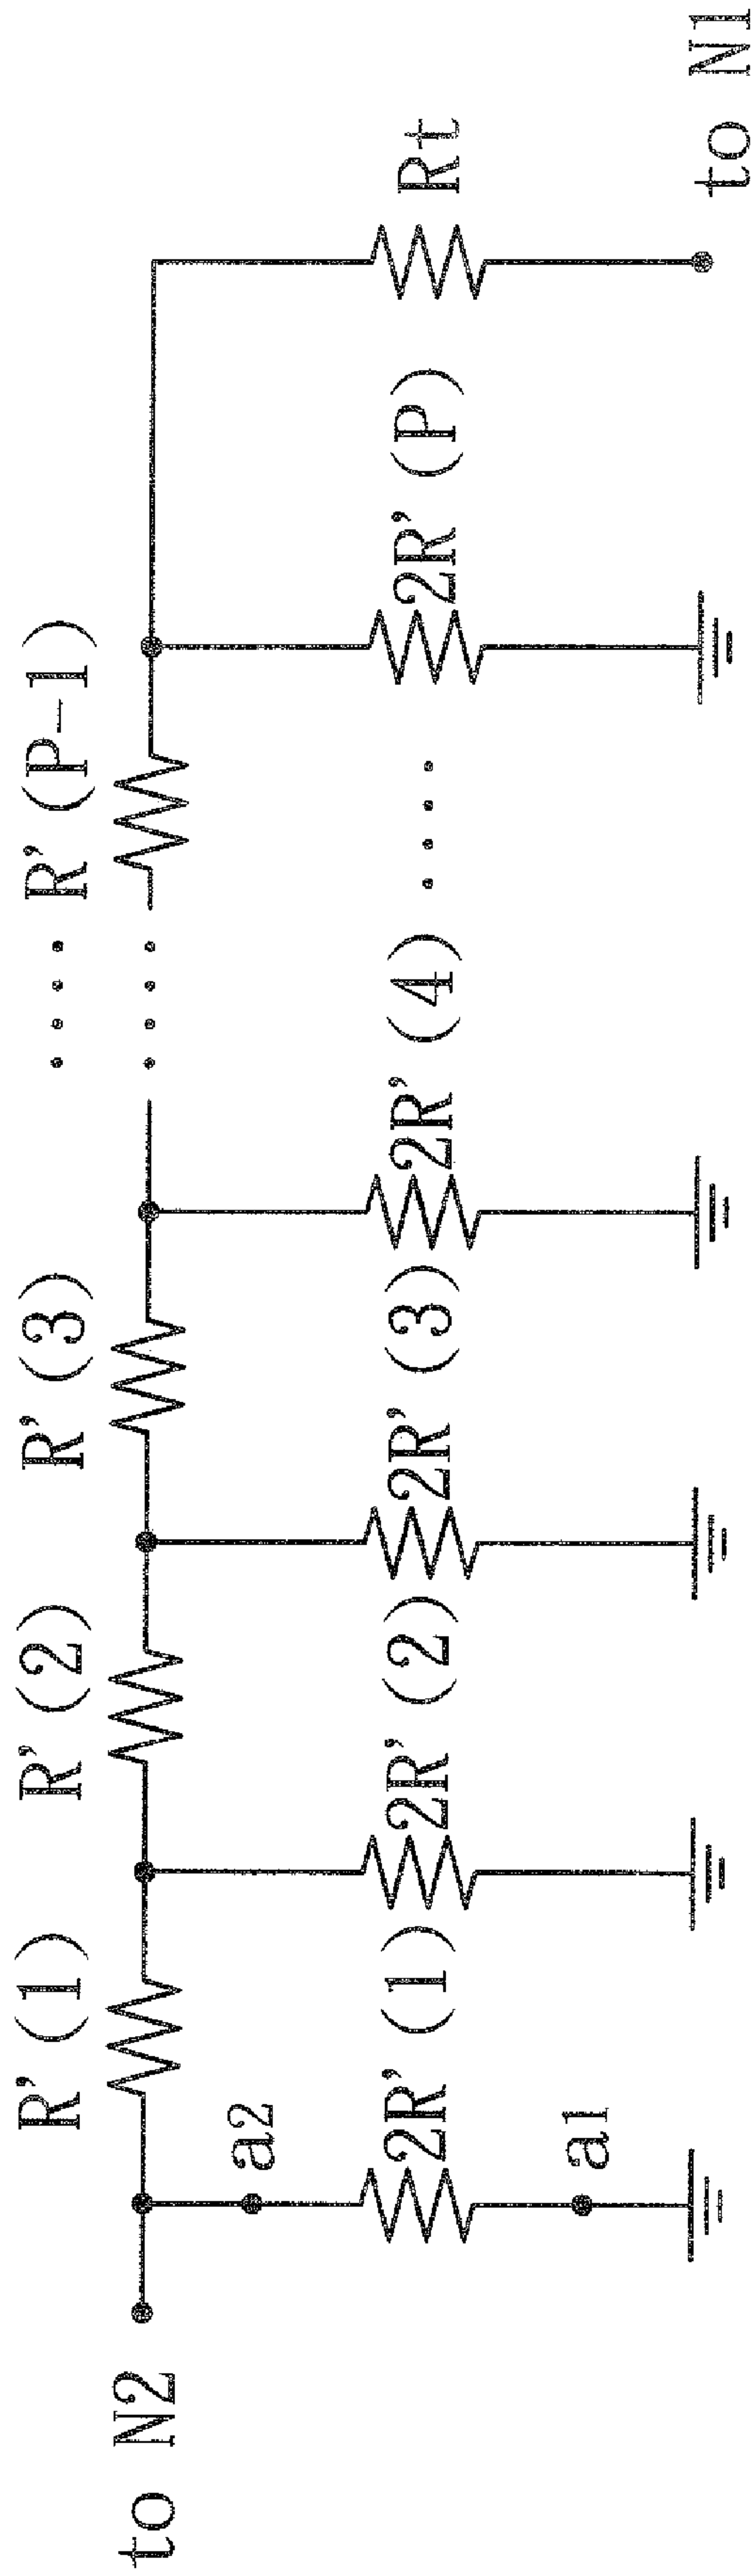 R' (1)
R' (2)
R' (3)
....
R' (P-1)
to N2
a2
2R' (1)
2R' (2)
2R' (3)
2R' (4)
....
2R' (P)
Rt
a1
to N1